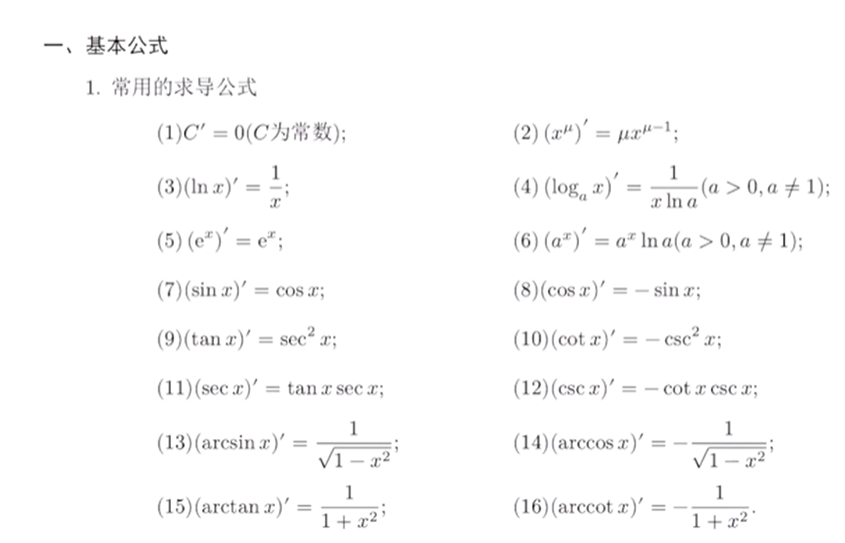 一、基本公式
1. 常用的求导公式
(1)C′ = 0(C为常数); (2) (x^μ)′ = μx^{μ−1};
(3)(ln x)′ = 1/x; (4) (log_a x)′ = 1/(x ln a) (a > 0, a ≠ 1);
(5) (e^x)′ = e^x; (6) (a^x)′ = a^x ln a(a > 0, a ≠ 1);
(7)(sin x)′ = cos x; (8)(cos x)′ = − sin x;
(9)(tan x)′ = sec² x; (10)(cot x)′ = − csc² x;
(11)(sec x)′ = tan x sec x; (12)(csc x)′ = − cot x csc x;
(13)(arcsin x)′ = 1/√(1 − x²); (14)(arccos x)′ = −1/√(1 − x²);
(15)(arctan x)′ = 1/(1 + x²); (16)(arccot x)′ = −1/(1 + x²).